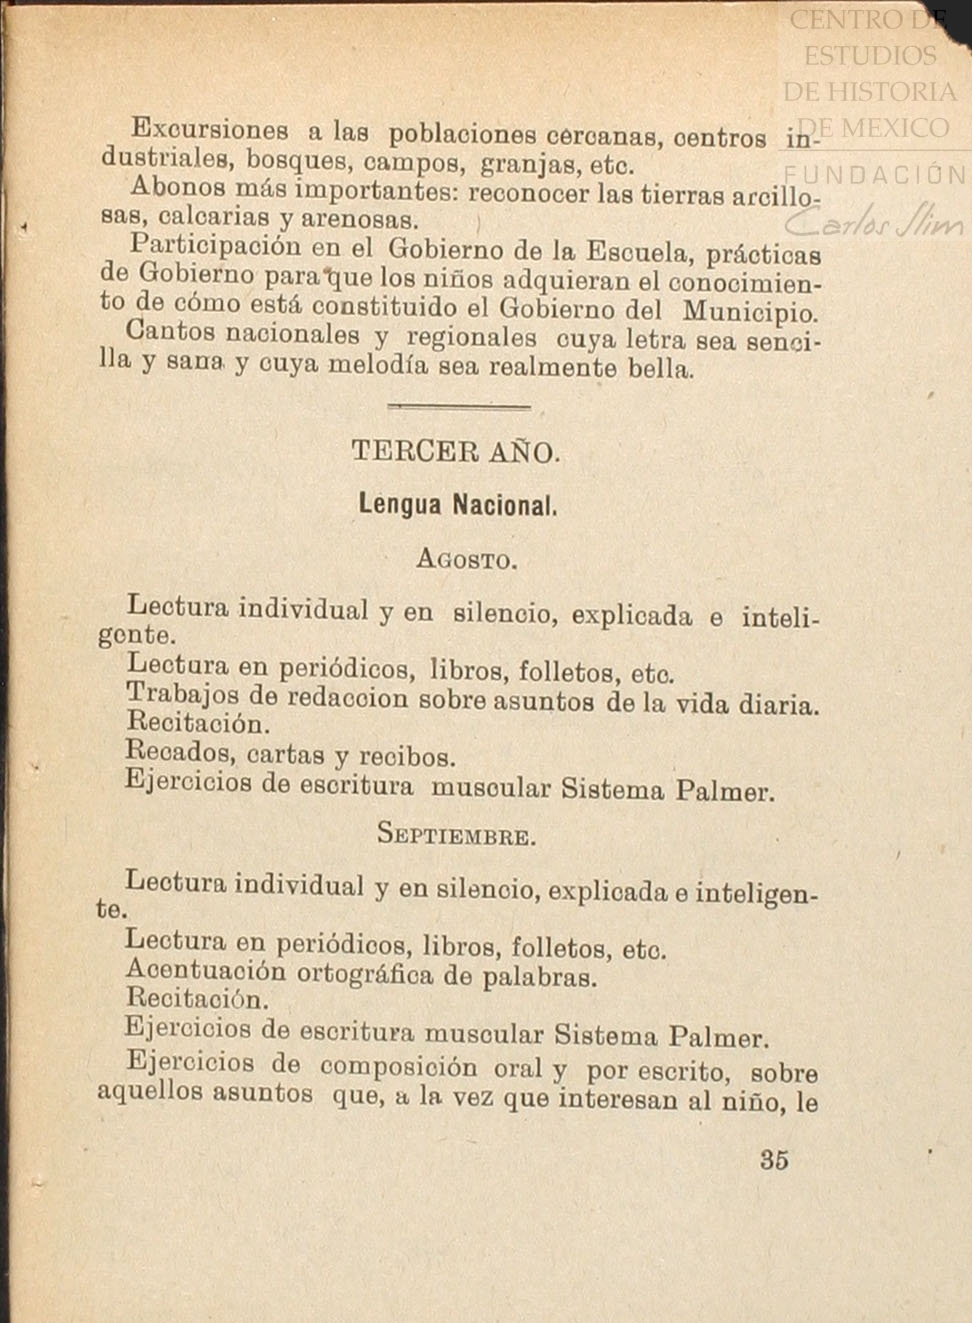 CENTRO DE
ESTUDIOS
DE HISTORIA
DE MEXICO
FUNDACIÓN
Carlos Slim
Excursiones a las poblaciones cercanas, centros in-
dustriales, bosques, campos, granjas, etc.
Abonos más importantes: reconocer las tierras arcillo-
sas, calcarias y arenosas.
Participación en el Gobierno de la Escuela, prácticas
de Gobierno para que los niños adquieran el conocimien-
to de cómo está constituido el Gobierno del Municipio.
Cantos nacionales y regionales cuya letra sea senci-
lla y sana y cuya melodía sea realmente bella.
TERCER AÑO.
Lengua Nacional.
AGOSTO.
Lectura individual y en silencio, explicada e inteli-
gente.
Lectura en periódicos, libros, folletos, etc.
Trabajos de redaccion sobre asuntos de la vida diaria.
Recitación.
Recados, cartas y recibos.
Ejercicios de escritura muscular Sistema Palmer.
SEPTIEMBRE.
Lectura individual y en silencio, explicada e inteligen-
te.
Lectura en periódicos, libros, folletos, etc.
Acentuación ortográfica de palabras.
Recitación.
Ejercicios de escritura muscular Sistema Palmer.
Ejercicios de composición oral y por escrito, sobre
aquellos asuntos que, a la vez que interesan al niño, le
35